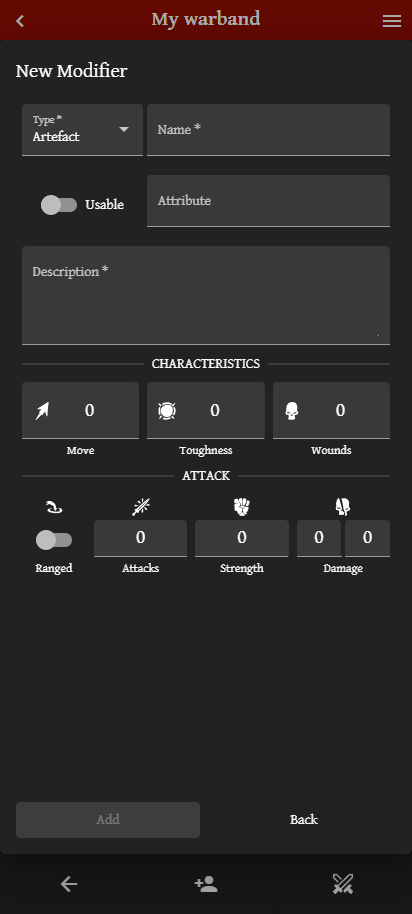 My warband
New Modifier
Type *
Artefact
Name *
Usable
Attribute
Description *
CHARACTERISTICS
0 0 0
Move Toughness Wounds
ATTACK
0 0 0 0
Ranged Attacks Strength Damage
Add Back